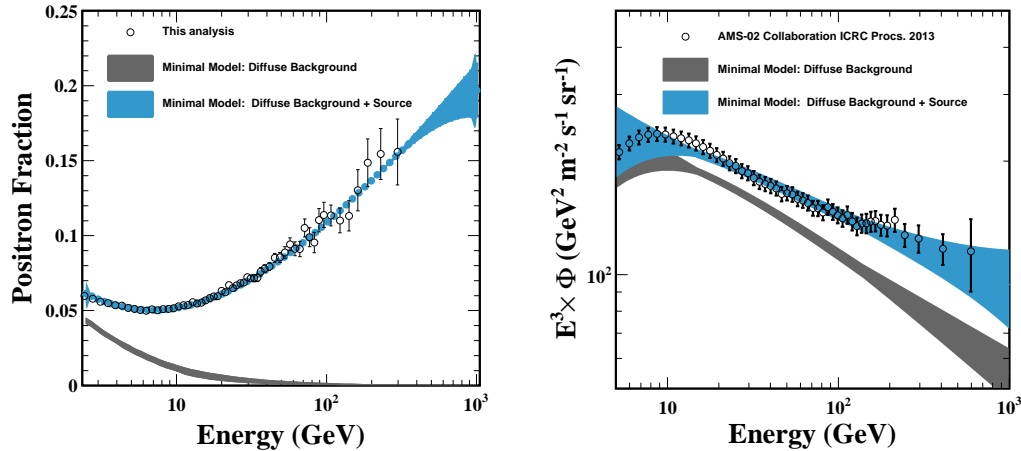 0.25
0.2
0.15
0.1
0.05
0
Positron Fraction
This analysis
Minimal Model: Diffuse Background
Minimal Model: Diffuse Background + Source
10
10²
10³
Energy (GeV)
E³× Φ (GeV² m⁻² s⁻¹ sr⁻¹)
10²
AMS-02 Collaboration ICRC Procs. 2013
Minimal Model: Diffuse Background
Minimal Model: Diffuse Background + Source
10
10²
10³
Energy (GeV)